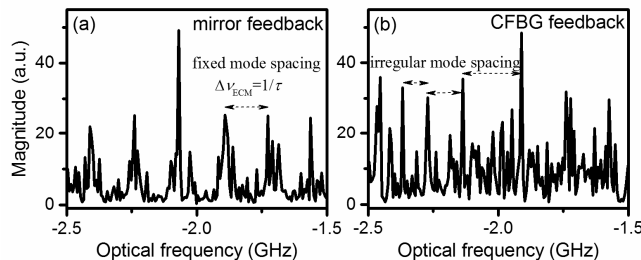 (a) mirror feedback
fixed mode spacing
Δν_ECM=1/τ
Magnitude (a.u.)
40
20
0
-2.5 -2.0 -1.5
Optical frequency (GHz)
(b) CFBG feedback
irregular mode spacing
40
20
0
-2.5 -2.0 -1.5
Optical frequency (GHz)